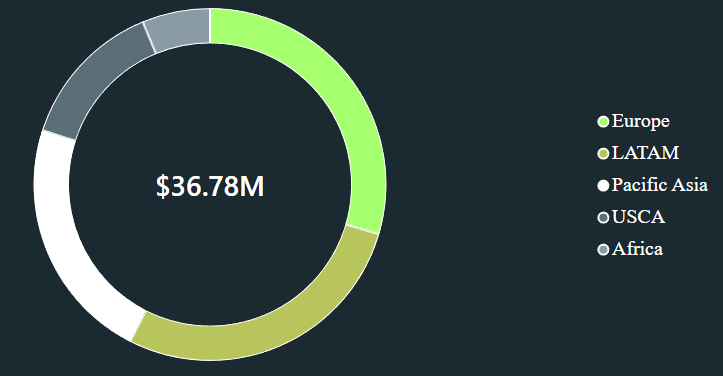 $36.78M
Europe
LATAM
Pacific Asia
USCA
Africa